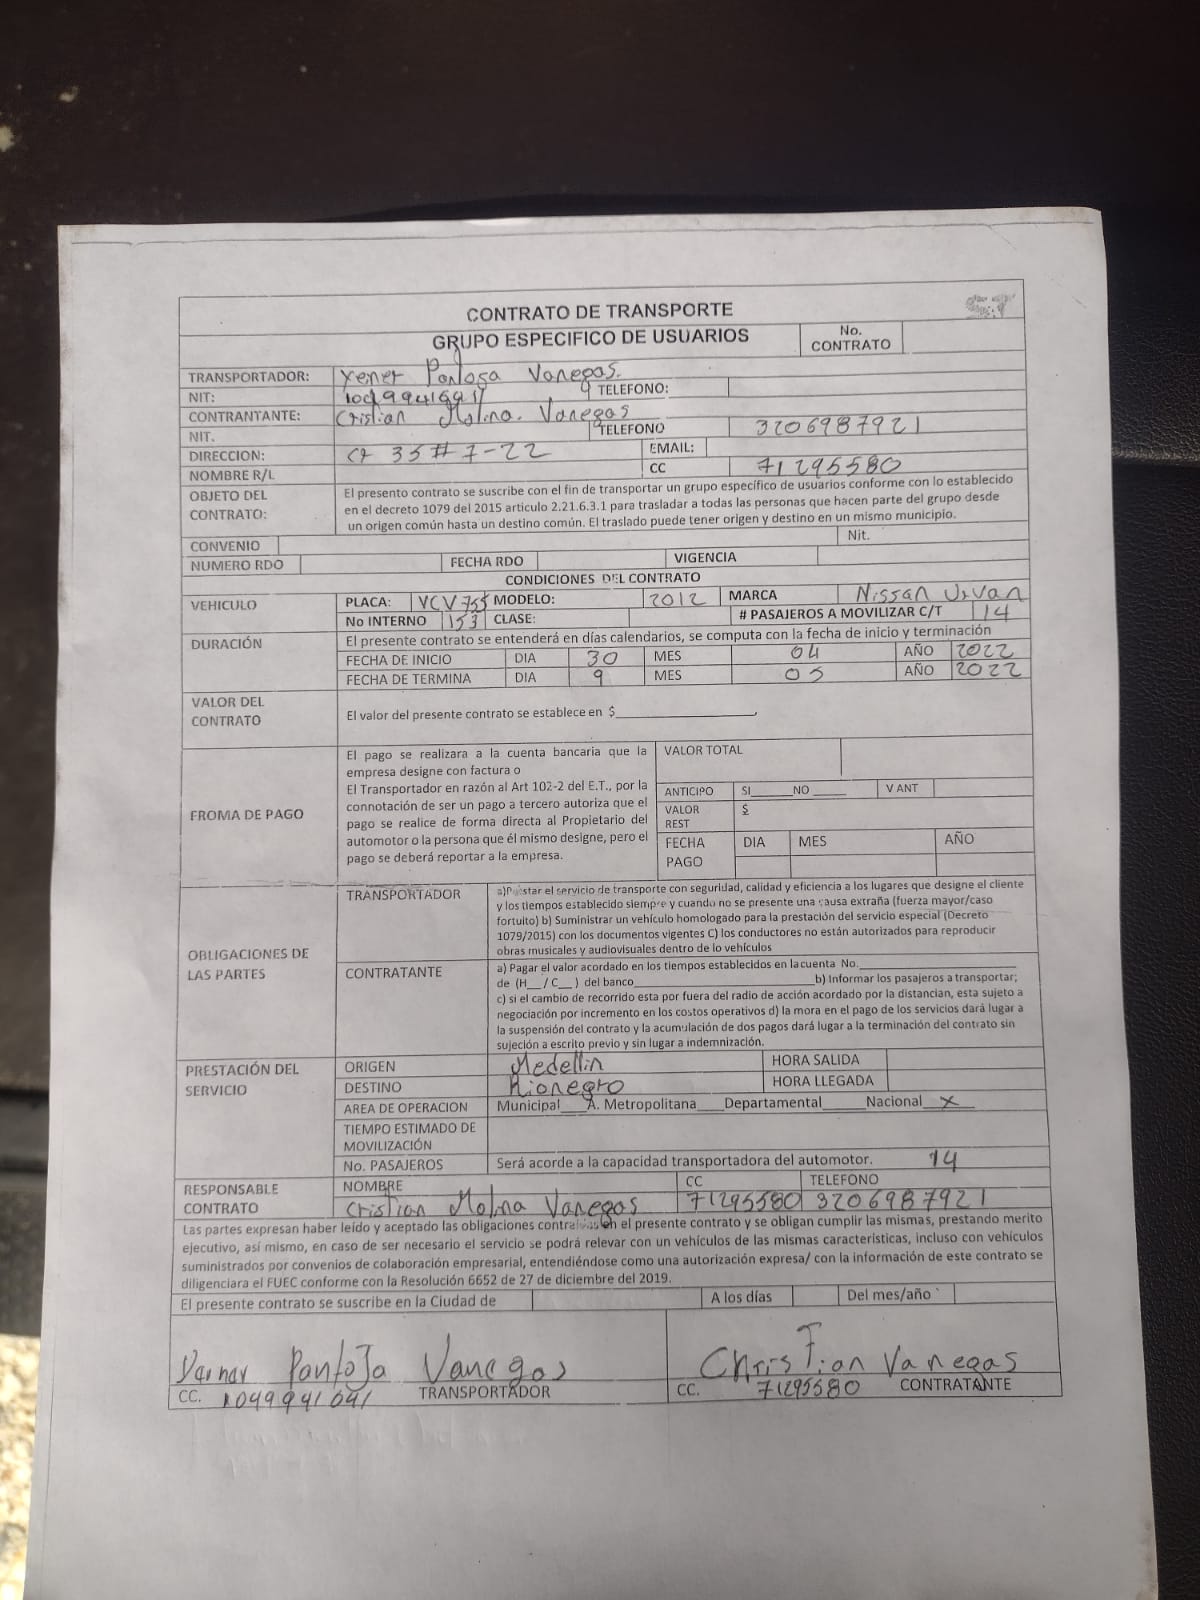 CONTRATO DE TRANSPORTE
GRUPO ESPECIFICO DE USUARIOS
No. CONTRATO
TRANSPORTADOR: Yener Pantoja Vanegas.
NIT: TELEFONO:
CONTRANTANTE: Cristian Molina. Vanegas
NIT. TELEFONO 3206987921
DIRECCION: 35#7-22 EMAIL:
NOMBRE R/L CC 71295580
OBJETO DEL CONTRATO:
El presento contrato se suscribe con el fin de transportar un grupo específico de usuarios conforme con lo establecido
en el decreto 1079 del 2015 articulo 2.21.6.3.1 para trasladar a todas las personas que hacen parte del grupo desde
un origen común hasta un destino común. El traslado puede tener origen y destino en un mismo municipio.
CONVENIO Nit.
NUMERO RDO FECHA RDO VIGENCIA
CONDICIONES DEL CONTRATO
VEHICULO PLACA: VCV 755 MODELO: 2012 MARCA Nissan Urvan
No INTERNO 153 CLASE: # PASAJEROS A MOVILIZAR C/T 14
DURACIÓN El presente contrato se entenderá en días calendarios, se computa con la fecha de inicio y terminación
FECHA DE INICIO DIA 30 MES 04 AÑO 2022
FECHA DE TERMINA DIA 9 MES 05 AÑO 2022
VALOR DEL CONTRATO
El valor del presente contrato se establece en $
FROMA DE PAGO
El pago se realizara a la cuenta bancaria que la
empresa designe con factura o
El Transportador en razón al Art 102-2 del E.T., por la
connotación de ser un pago a tercero autoriza que el
pago se realice de forma directa al Propietario del
automotor o la persona que él mismo designe, pero el
pago se deberá reportar a la empresa.
VALOR TOTAL
ANTICIPO SI______NO _____ V ANT
VALOR REST $
FECHA PAGO DIA MES AÑO
OBLIGACIONES DE LAS PARTES
TRANSPORTADOR
a)Prestar el servicio de transporte con seguridad, calidad y eficiencia a los lugares que designe el cliente
y los tiempos establecido siempre y cuando no se presente una causa extraña (fuerza mayor/caso
fortuito) b) Suministrar un vehículo homologado para la prestación del servicio especial (Decreto
1079/2015) con los documentos vigentes C) los conductores no están autorizados para reproducir
obras musicales y audiovisuales dentro de lo vehículos
CONTRATANTE
a) Pagar el valor acordado en los tiempos establecidos en la cuenta No.
de (H__ / C__ ) del banco______ b) Informar los pasajeros a transportar;
c) si el cambio de recorrido esta por fuera del radio de acción acordado por la distancian, esta sujeto a
negociación por incremento en los costos operativos d) la mora en el pago de los servicios dará lugar a
la suspensión del contrato y la acumulación de dos pagos dará lugar a la terminación del contrato sin
sujeción a escrito previo y sin lugar a indemnización.
PRESTACIÓN DEL SERVICIO
ORIGEN Medellin HORA SALIDA
DESTINO Rionegro HORA LLEGADA
AREA DE OPERACION Municipal____A. Metropolitana____Departamental______Nacional X
TIEMPO ESTIMADO DE MOVILIZACIÓN
No. PASAJEROS Será acorde a la capacidad transportadora del automotor. 14
RESPONSABLE CONTRATO
NOMBRE CC TELEFONO
Cristian Molina Vanegas 71295580 3206987921
Las partes expresan haber leído y aceptado las obligaciones en el presente contrato y se obligan cumplir las mismas, prestando merito
ejecutivo, así mismo, en caso de ser necesario el servicio se podrá relevar con un vehículos de las mismas características, incluso con vehículos
suministrados por convenios de colaboración empresarial, entendiéndose como una autorización expresa/ con la información de este contrato se
diligenciara el FUEC conforme con la Resolución 6652 de 27 de diciembre del 2019.
El presente contrato se suscribe en la Ciudad de A los días Del mes/año
Pantoja Vanegas ChrisTian Vanegas
CC. 1049941041 TRANSPORTADOR CC. 71295580 CONTRATANTE